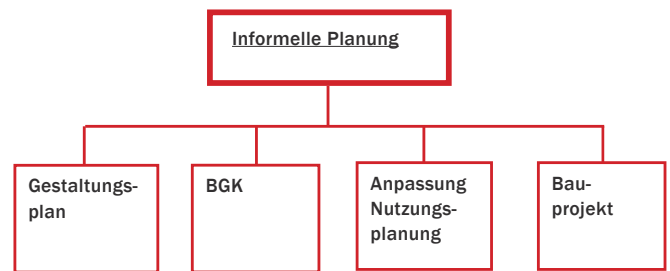 Informelle Planung
Gestaltungs-
plan
BGK
Anpassung
Nutzungs-
planung
Bau-
projekt